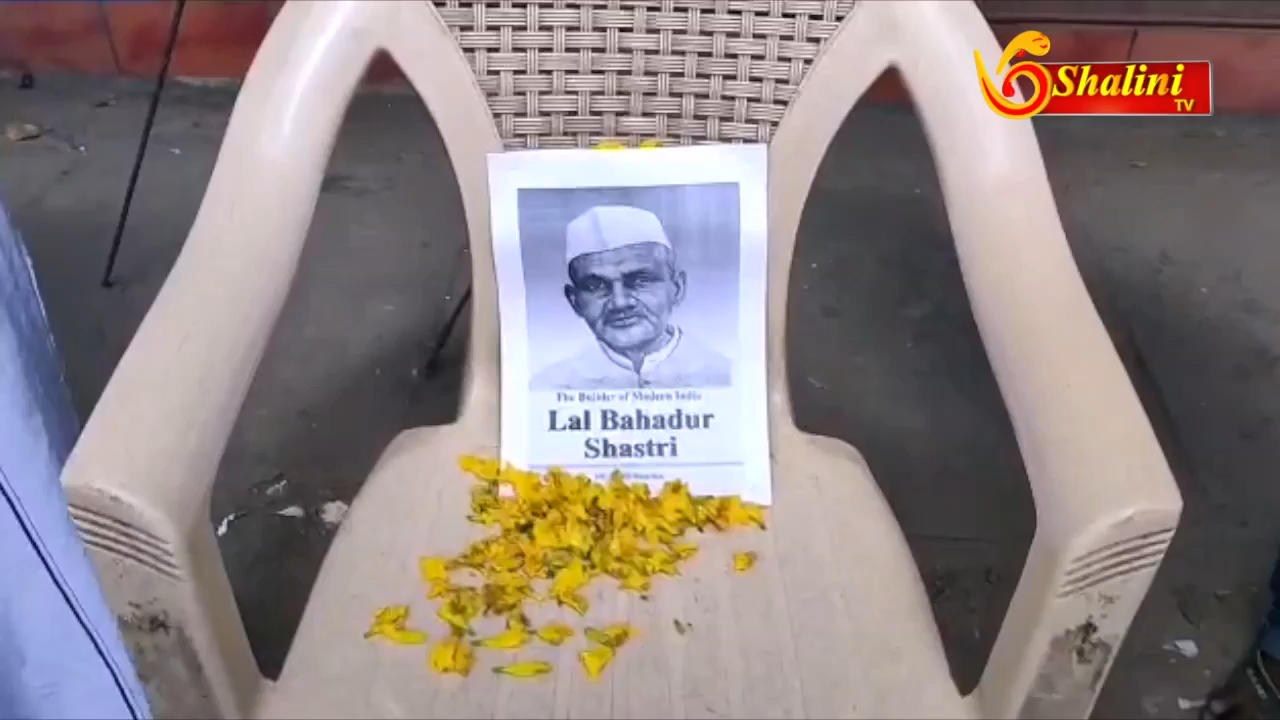 Shalini
TV
The Builder of Modern India
Lal Bahadur
Shastri